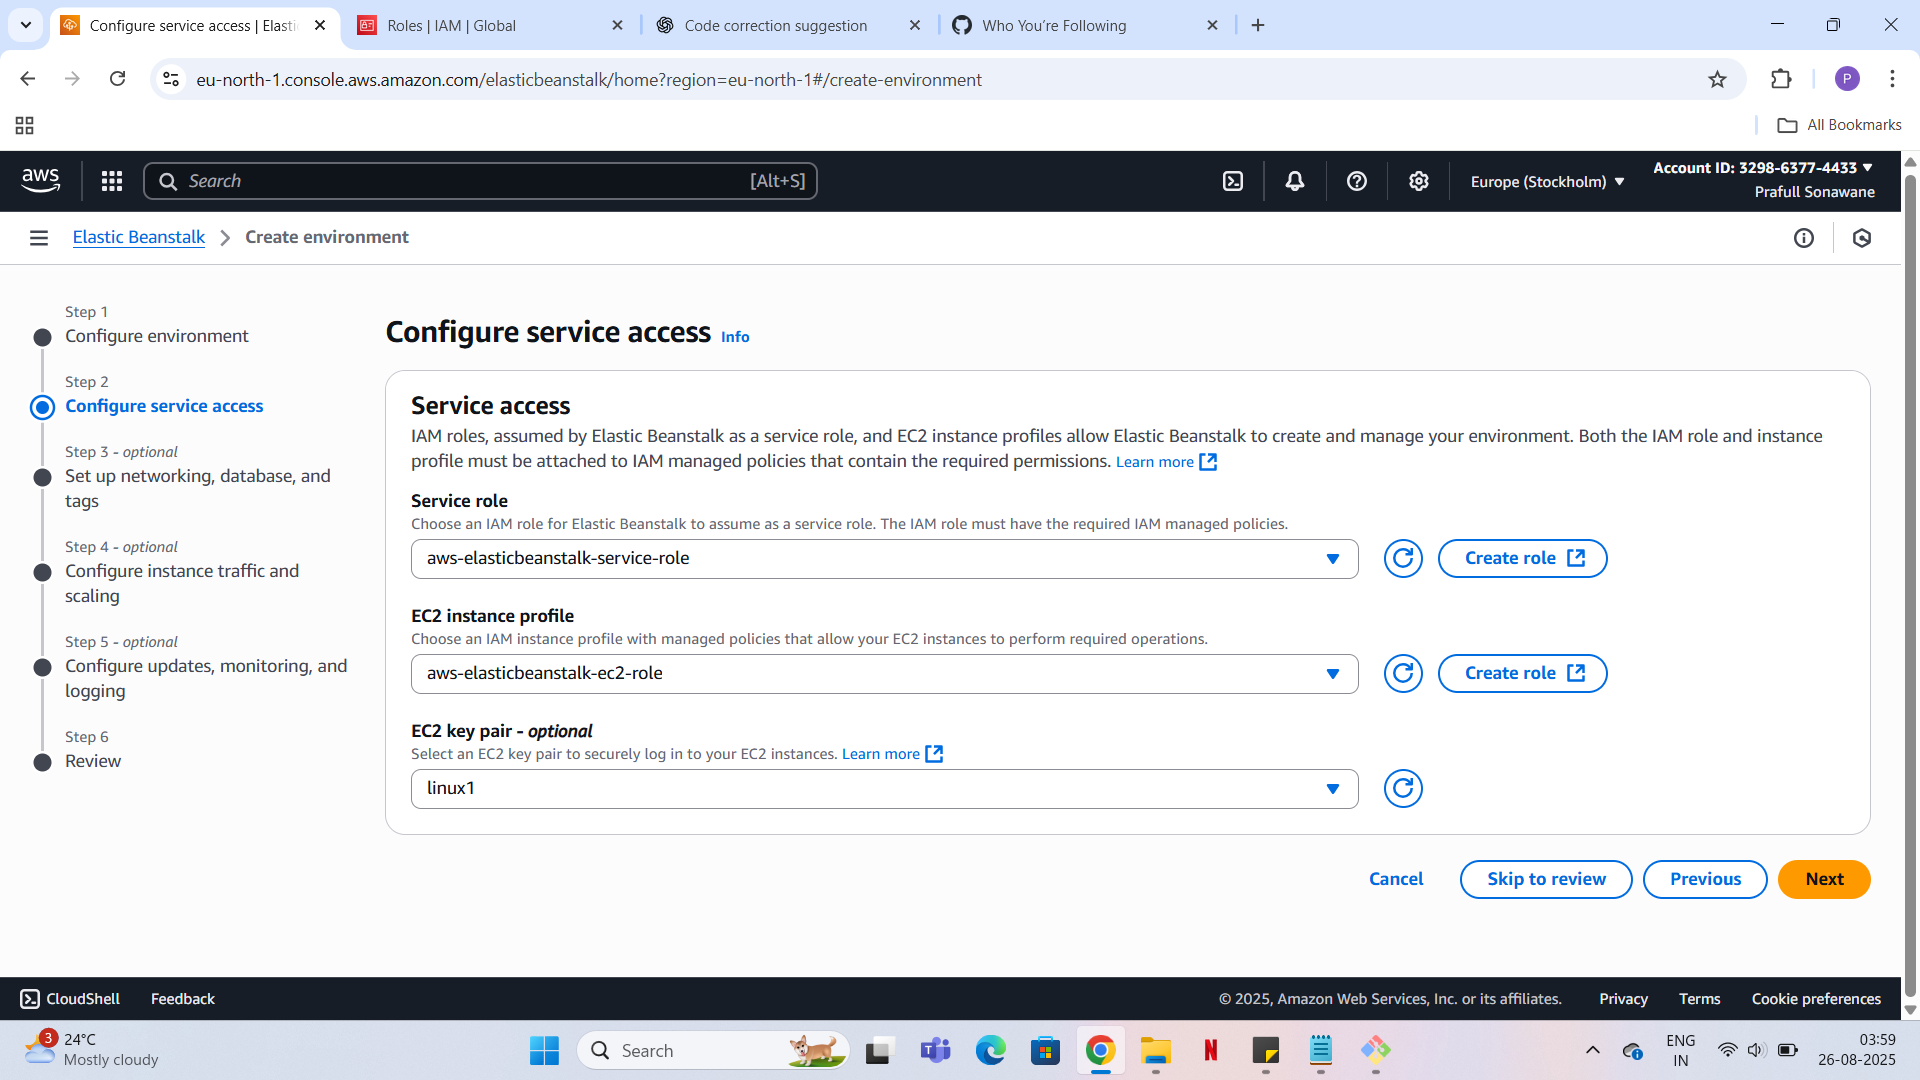 Configure service access | Elasti
Roles | IAM | Global
Code correction suggestion
Who You're Following
eu-north-1.console.aws.amazon.com/elasticbeanstalk/home?region=eu-north-1#/create-environment
P
All Bookmarks
aws
Search
[Alt+S]
Europe (Stockholm)
Account ID: 3298-6377-4433
Prafull Sonawane
Elastic Beanstalk
Create environment
Step 1
Configure environment
Step 2
Configure service access
Step 3 - optional
Set up networking, database, and
tags
Step 4 - optional
Configure instance traffic and
scaling
Step 5 - optional
Configure updates, monitoring, and
logging
Step 6
Review
Configure service access Info
Service access
IAM roles, assumed by Elastic Beanstalk as a service role, and EC2 instance profiles allow Elastic Beanstalk to create and manage your environment. Both the IAM role and instance
profile must be attached to IAM managed policies that contain the required permissions. Learn more
Service role
Choose an IAM role for Elastic Beanstalk to assume as a service role. The IAM role must have the required IAM managed policies.
aws-elasticbeanstalk-service-role
Create role
EC2 instance profile
Choose an IAM instance profile with managed policies that allow your EC2 instances to perform required operations.
aws-elasticbeanstalk-ec2-role
Create role
EC2 key pair - optional
Select an EC2 key pair to securely log in to your EC2 instances. Learn more
linux1
Cancel
Skip to review
Previous
Next
CloudShell
Feedback
© 2025, Amazon Web Services, Inc. or its affiliates.
Privacy
Terms
Cookie preferences
3
24°C
Mostly cloudy
Search
N
ENG
IN
03:59
26-08-2025